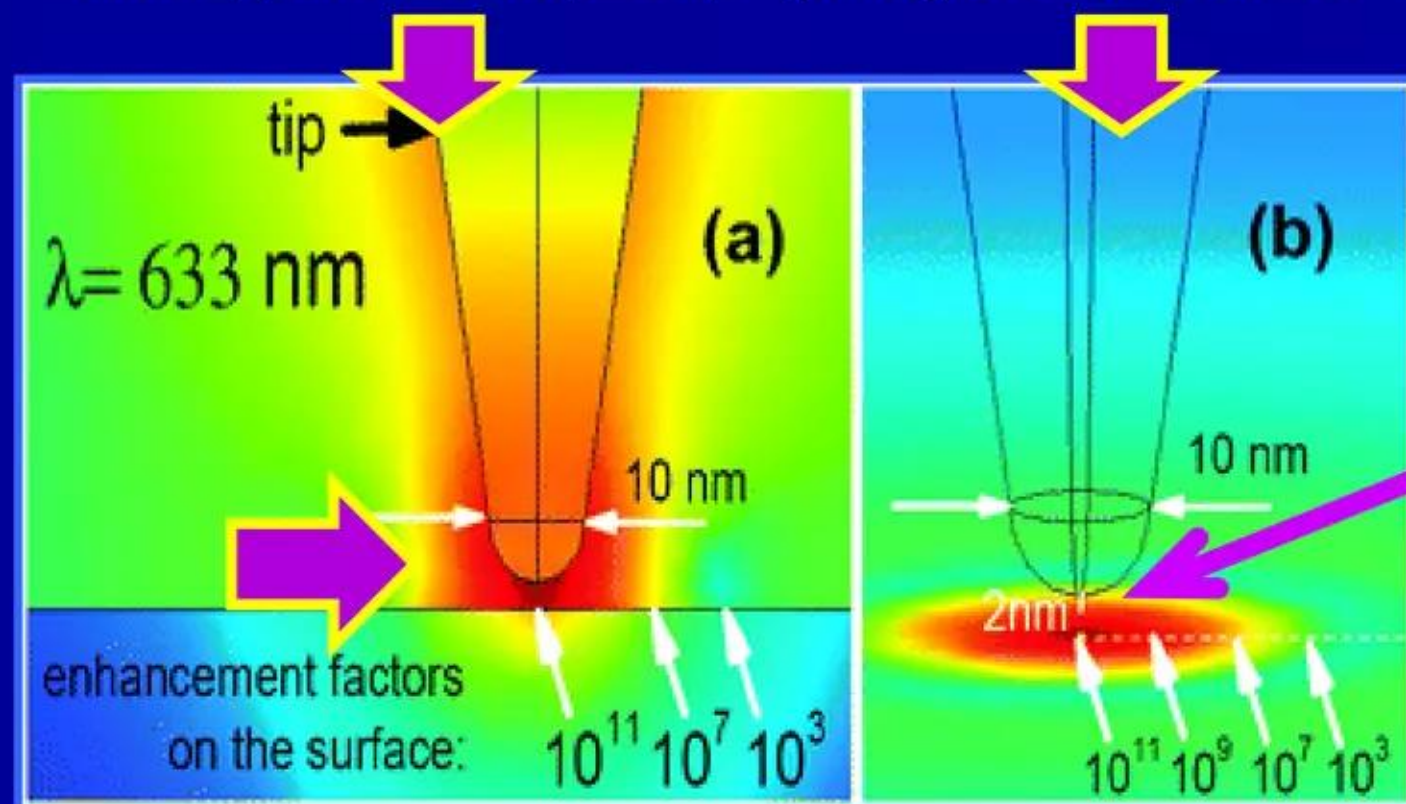 tip
λ= 633 nm
(a)
10 nm
enhancement factors
on the surface:
10¹¹ 10⁷ 10³
(b)
10 nm
2nm
10¹¹ 10⁹ 10⁷ 10³